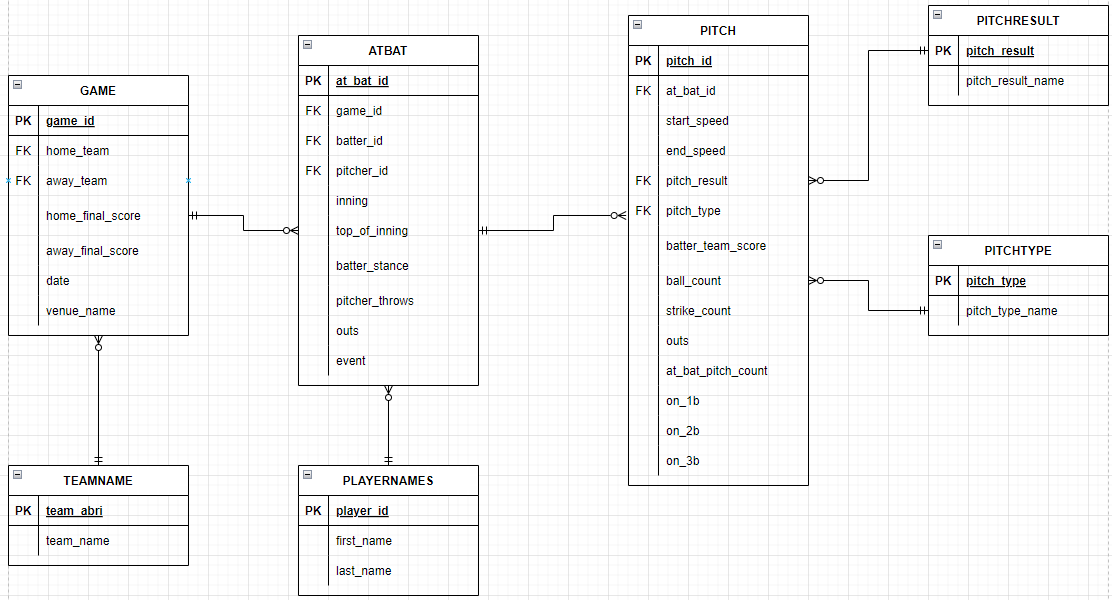 GAME
PK game_id
FK home_team
FK away_team
home_final_score
away_final_score
date
venue_name
ATBAT
PK at_bat_id
FK game_id
FK batter_id
FK pitcher_id
inning
top_of_inning
batter_stance
pitcher_throws
outs
event
PITCH
PK pitch_id
FK at_bat_id
start_speed
end_speed
FK pitch_result
FK pitch_type
batter_team_score
ball_count
strike_count
outs
at_bat_pitch_count
on_1b
on_2b
on_3b
PITCHRESULT
PK pitch_result
pitch_result_name
PITCHTYPE
PK pitch_type
pitch_type_name
TEAMNAME
PK team_abri
team_name
PLAYERNAMES
PK player_id
first_name
last_name